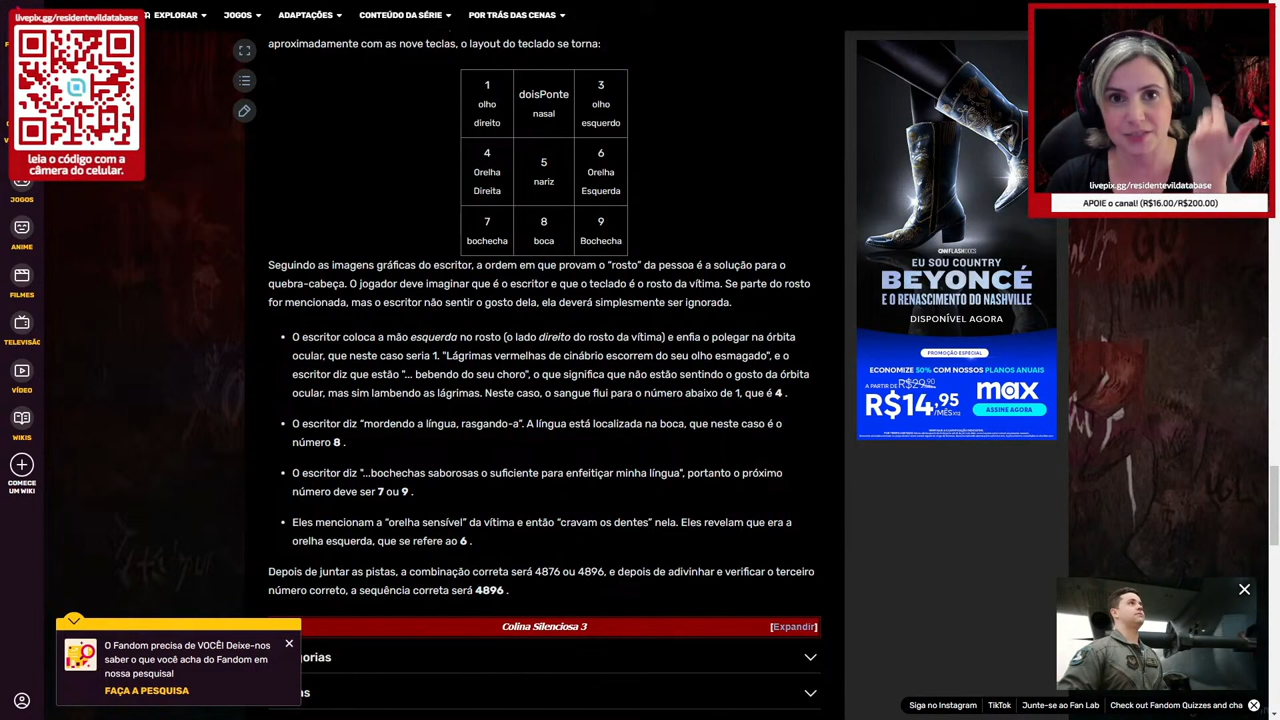 livepix.gg/residentevildatabase
leia o código com a
câmera do celular.
EXPLORAR
JOGOS
ADAPTAÇÕES
CONTEÚDO DA SÉRIE
POR TRÁS DAS CENAS
JOGOS
ANIME
FILMES
TELEVISÃO
VÍDEO
WIKIS
COMECE
UM WIKI
aproximadamente com as nove teclas, o layout do teclado se torna:
1
olho
direito
doisPonte
nasal
3
olho
esquerdo
4
Orelha
Direita
5
nariz
6
Orelha
Esquerda
7
bochecha
8
boca
9
Bochecha
Seguindo as imagens gráficas do escritor, a ordem em que provam o “rosto” da pessoa é a solução para o
quebra-cabeça. O jogador deve imaginar que é o escritor e que o teclado é o rosto da vítima. Se parte do rosto
for mencionada, mas o escritor não sentir o gosto dela, ela deverá simplesmente ser ignorada.
• O escritor coloca a mão esquerda no rosto (o lado direito do rosto da vítima) e enfia o polegar na órbita
ocular, que neste caso seria 1. "Lágrimas vermelhas de cinábrio escorrem do seu olho esmagado", e o
escritor diz que estão "... bebendo do seu choro", o que significa que não estão sentindo o gosto da órbita
ocular, mas sim lambendo as lágrimas. Neste caso, o sangue flui para o número abaixo de 1, que é 4 .
• O escritor diz “mordendo a língua, rasgando-a”. A língua está localizada na boca, que neste caso é o
número 8 .
• O escritor diz "...bochechas saborosas o suficiente para enfeitiçar minha língua", portanto o próximo
número deve ser 7 ou 9 .
• Eles mencionam a “orelha sensível” da vítima e então “cravam os dentes” nela. Eles revelam que era a
orelha esquerda, que se refere ao 6 .
Depois de juntar as pistas, a combinação correta será 4876 ou 4896, e depois de adivinhar e verificar o terceiro
número correto, a sequência correta será 4896 .
Colina Silenciosa 3
[Expandir]
orias
as
O Fandom precisa de VOCÊ! Deixe-nos
saber o que você acha do Fandom em
nossa pesquisa!
FAÇA A PESQUISA
livepix.gg/residentevildatabase
APOIE o canal! (R$16.00/R$200.00)
CNN FLASHDOCS
EU SOU COUNTRY
BEYONCÉ
E O RENASCIMENTO DO NASHVILLE
DISPONÍVEL AGORA
PROMOÇÃO ESPECIAL
ECONOMIZE 50% COM NOSSOS PLANOS ANUAIS
A PARTIR DE R$29,90
R$14,95
/MÊS
max
ASSINE AGORA
Siga no Instagram
TikTok
Junte-se ao Fan Lab
Check out Fandom Quizzes and cha